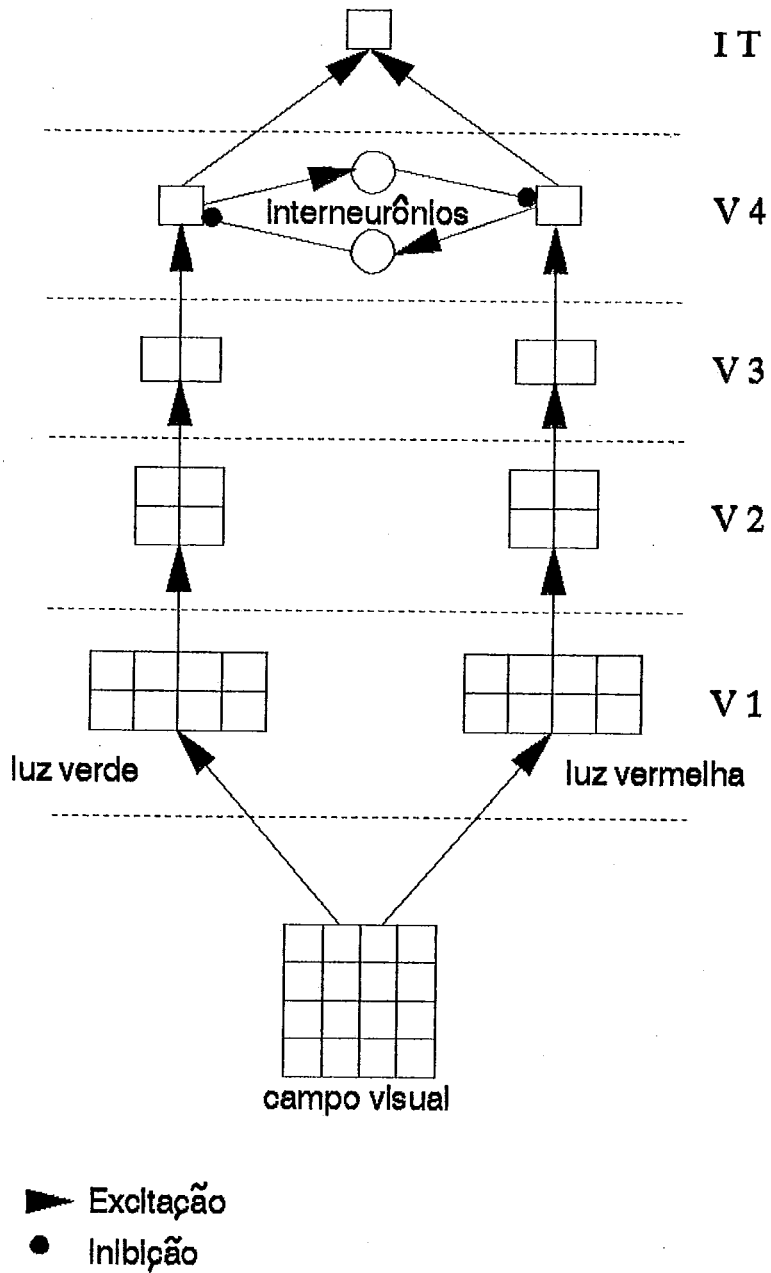 I T
Interneurônios
V 4
V 3
V 2
V 1
luz verde
luz vermelha
campo visual
Excitação
Inibição